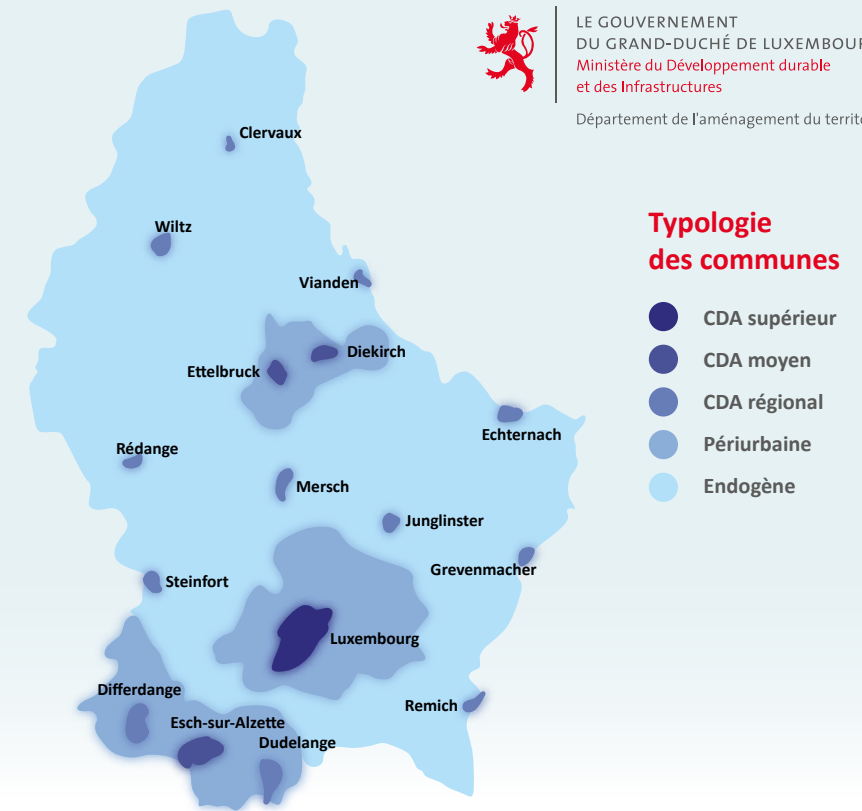 LE GOUVERNEMENT
DU GRAND-DUCHÉ DE LUXEMBOUR
Ministère du Développement durable
et des Infrastructures
Département de l'aménagement du territo
Clervaux
Wiltz
Vianden
Diekirch
Ettelbruck
Echternach
Rédange
Mersch
Junglinster
Grevenmacher
Steinfort
Luxembourg
Differdange
Remich
Esch-sur-Alzette
Dudelange
Typologie
des communes
CDA supérieur
CDA moyen
CDA régional
Périurbaine
Endogène